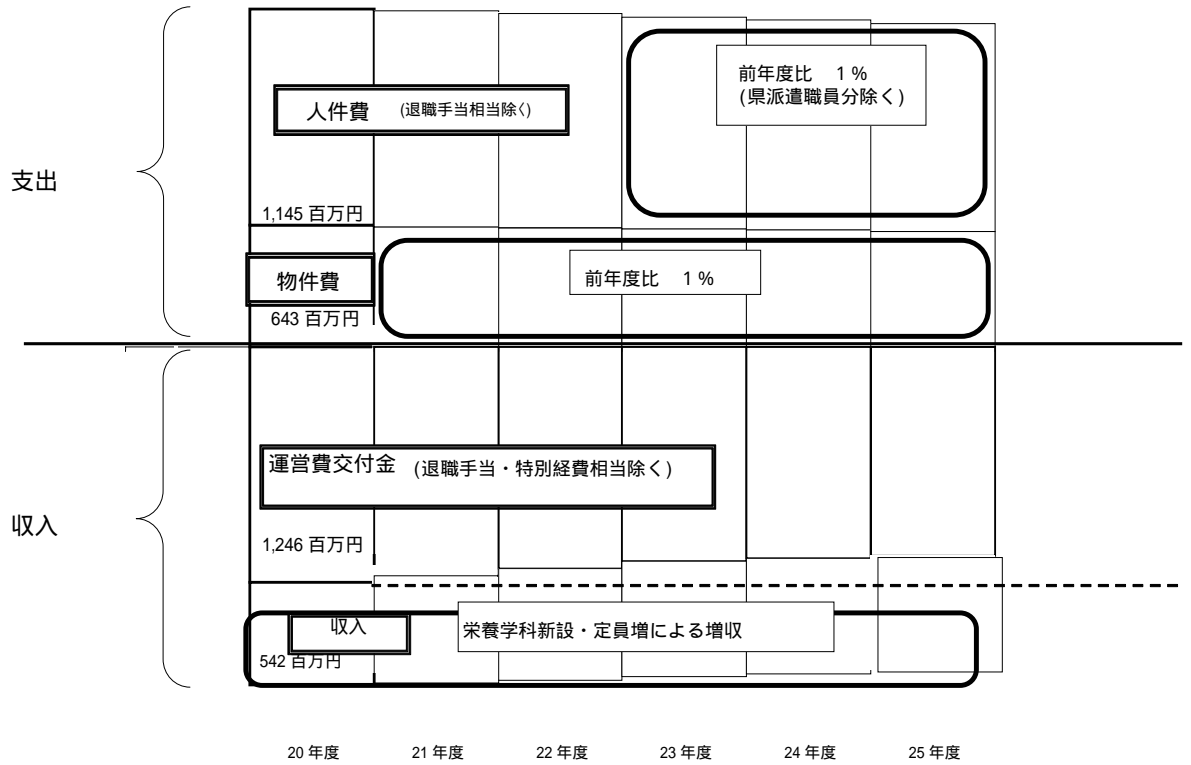 前年度比 1%
(県派遣職員分除く)
人件費 (退職手当相当除く)
支出
1,145 百万円
物件費
前年度比 1%
643 百万円
運営費交付金 (退職手当・特別経費相当除く)
収入
1,246 百万円
収入
栄養学科新設・定員増による増収
542 百万円
20 年度 21 年度 22 年度 23 年度 24 年度 25 年度